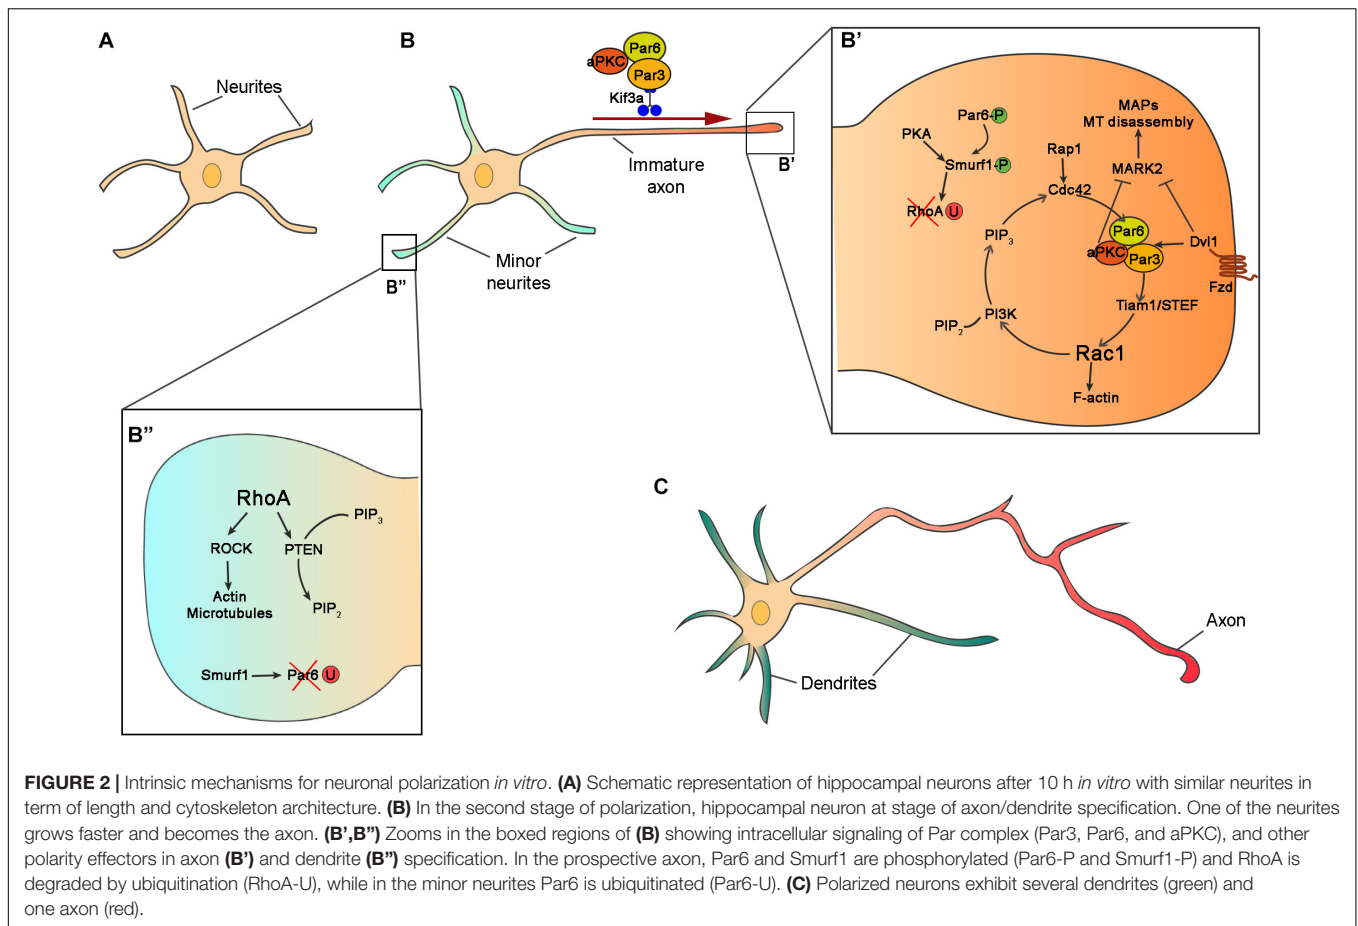 A
Neurites
B
aPKC
Par6
Par3
Kif3a
Immature
axon
B'
Minor
neurites
B”
B'
PKA
Par6-P
Smurf1-P
RhoA U
Rap1
Cdc42
MAPs
MT disassembly
MARK2
Par6
aPKC
Par3
Dvl1
Fzd
Tiam1/STEF
PIP3
PI3K
PIP2
Rac1
F-actin
B”
RhoA
ROCK
PTEN
PIP3
Actin
Microtubules
PIP2
Smurf1
Par6 U
C
Dendrites
Axon
FIGURE 2 | Intrinsic mechanisms for neuronal polarization in vitro. (A) Schematic representation of hippocampal neurons after 10 h in vitro with similar neurites in
term of length and cytoskeleton architecture. (B) In the second stage of polarization, hippocampal neuron at stage of axon/dendrite specification. One of the neurites
grows faster and becomes the axon. (B’,B”) Zooms in the boxed regions of (B) showing intracellular signaling of Par complex (Par3, Par6, and aPKC), and other
polarity effectors in axon (B’) and dendrite (B”) specification. In the prospective axon, Par6 and Smurf1 are phosphorylated (Par6-P and Smurf1-P) and RhoA is
degraded by ubiquitination (RhoA-U), while in the minor neurites Par6 is ubiquitinated (Par6-U). (C) Polarized neurons exhibit several dendrites (green) and
one axon (red).